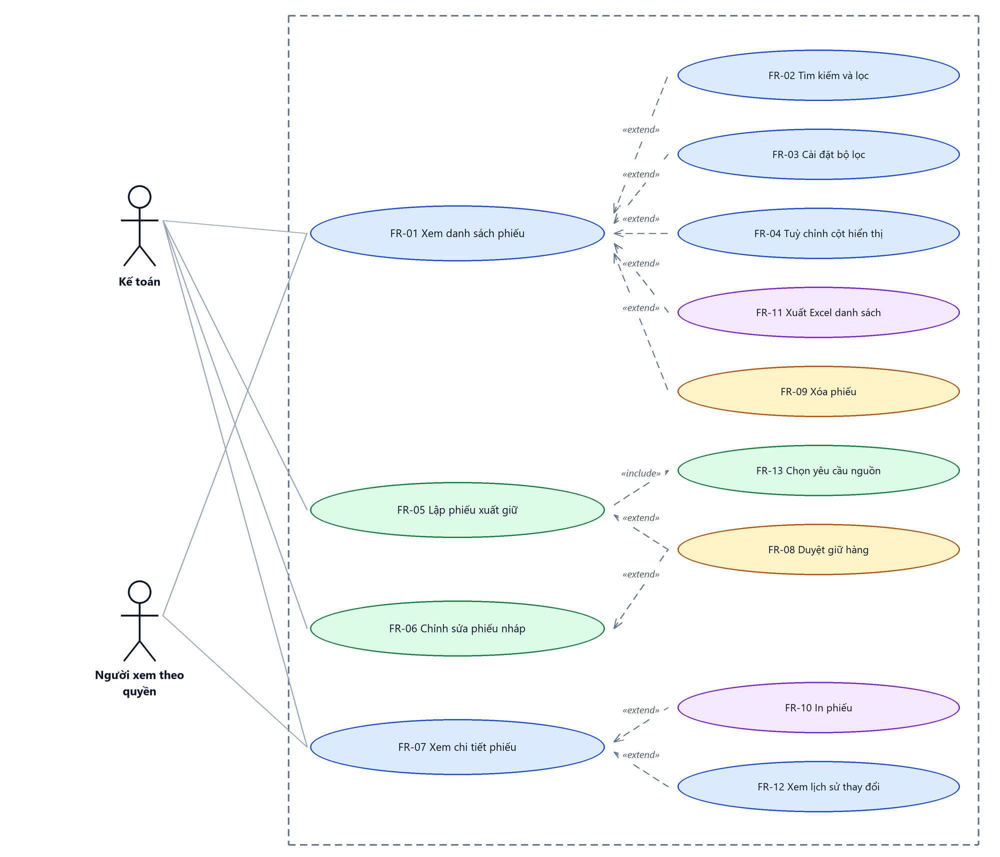 FR-02 Tìm kiếm và lọc
«extend»
FR-03 Cài đặt bộ lọc
«extend»
Kế toán
FR-01 Xem danh sách phiếu
«extend»
FR-04 Tuỳ chỉnh cột hiển thị
«extend»
FR-11 Xuất Excel danh sách
«extend»
FR-09 Xóa phiếu
«include»
FR-13 Chọn yêu cầu nguồn
FR-05 Lập phiếu xuất giữ
«extend»
FR-08 Duyệt giữ hàng
«extend»
FR-06 Chỉnh sửa phiếu nháp
Người xem theo
quyền
«extend»
FR-10 In phiếu
FR-07 Xem chi tiết phiếu
«extend»
FR-12 Xem lịch sử thay đổi